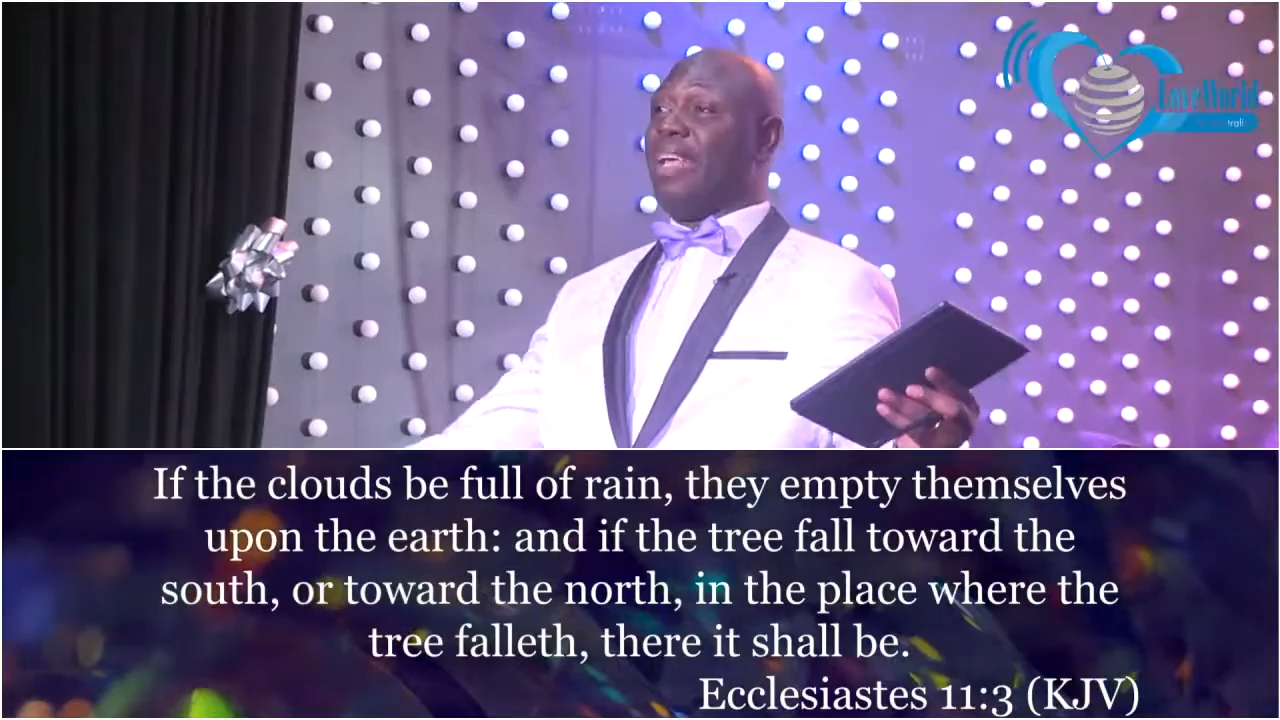 LoveWorld
If the clouds be full of rain, they empty themselves
upon the earth: and if the tree fall toward the
south, or toward the north, in the place where the
tree falleth, there it shall be.
Ecclesiastes 11:3 (KJV)